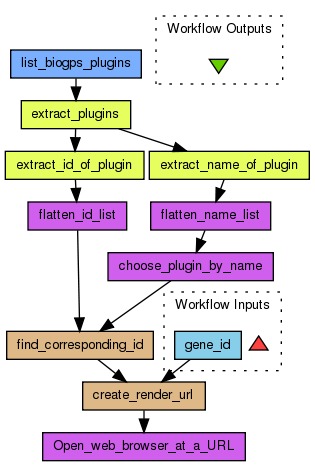 Workflow Outputs
list_biogps_plugins
extract_plugins
extract_id_of_plugin
extract_name_of_plugin
flatten_id_list
flatten_name_list
choose_plugin_by_name
Workflow Inputs
find_corresponding_id
gene_id
create_render_url
Open_web_browser_at_a_URL